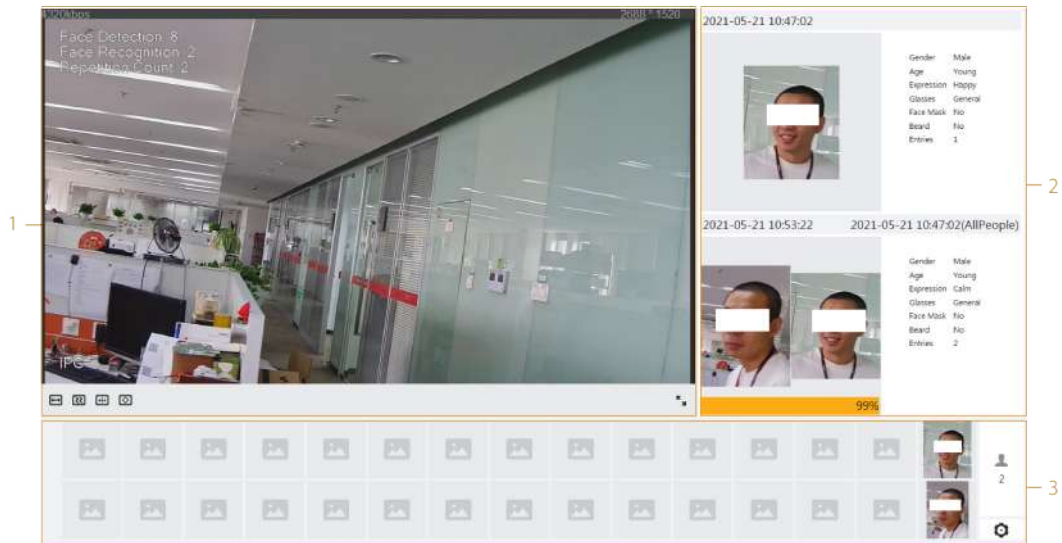 4320kbps
2688 * 1520
Face Detection 8
Face Recognition 2
Repetition Count 2
IPC
1
2021-05-21 10:47:02
Gender Male
Age Young
Expression Happy
Glasses General
Face Mask No
Beard No
Entries 1
2
2021-05-21 10:53:22 2021-05-21 10:47:02(AllPeople)
Gender Male
Age Young
Expression Calm
Glasses General
Face Mask No
Beard No
Entries 2
99%
2
3